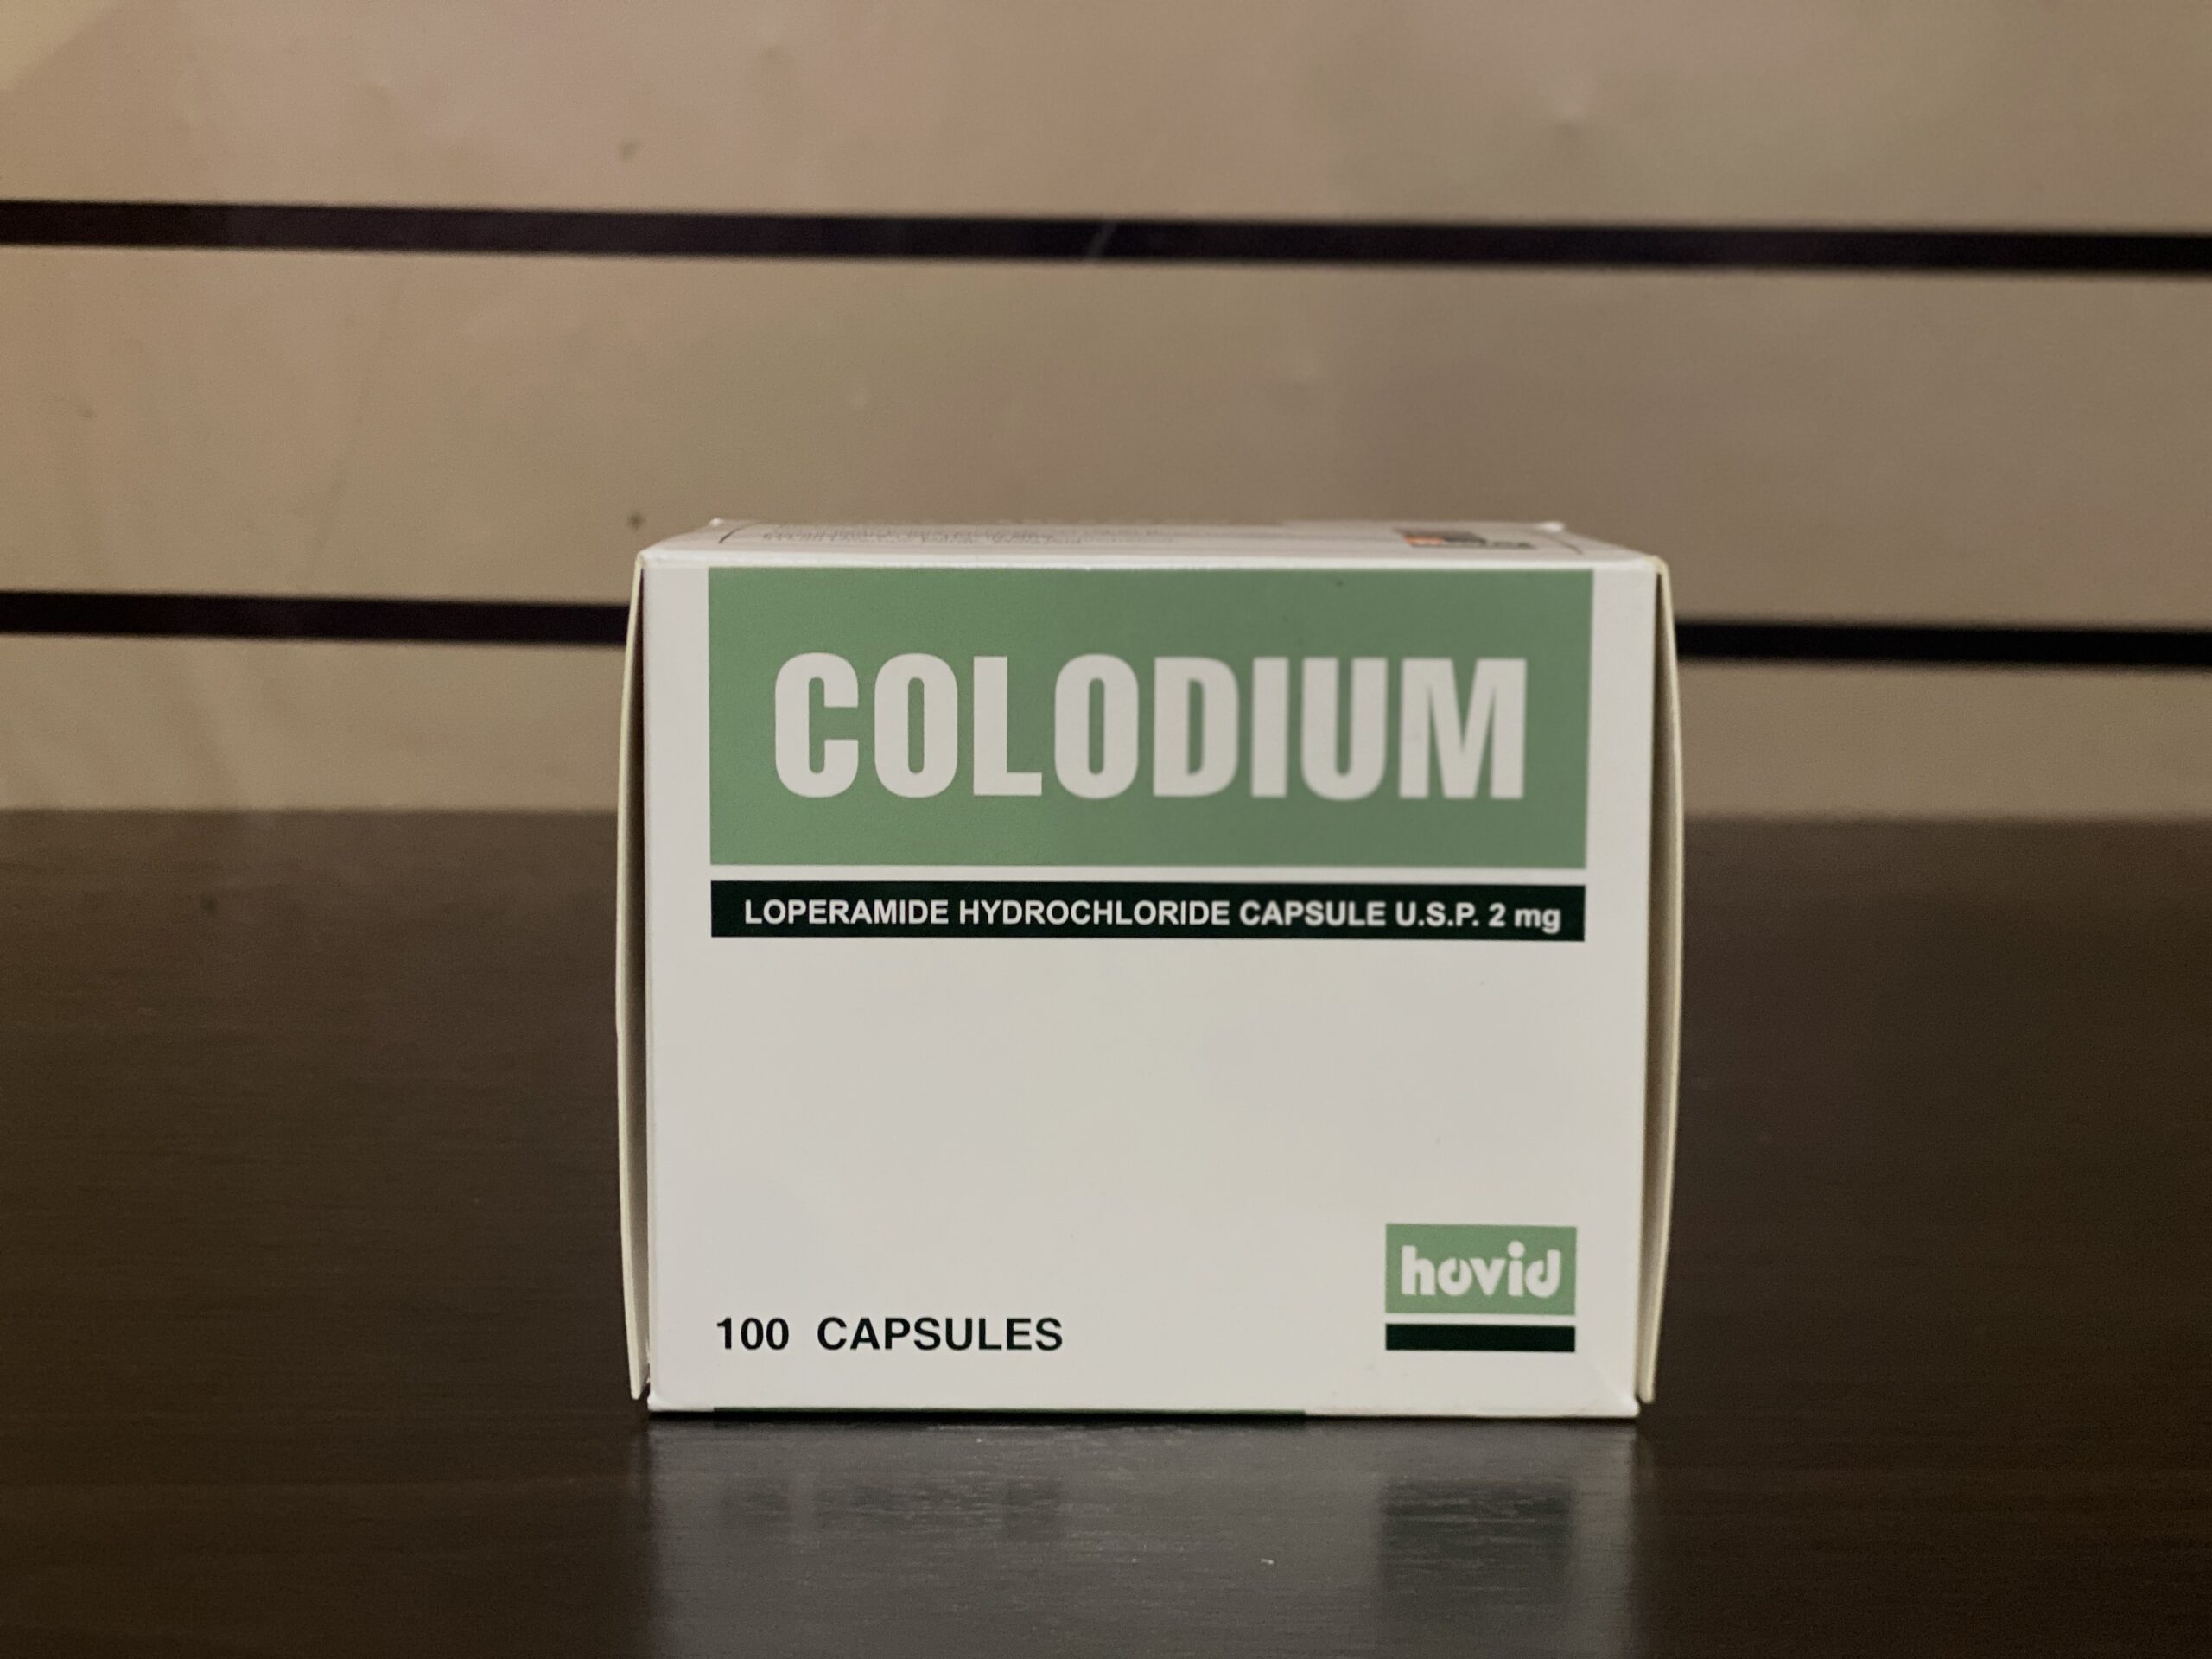 COLODIUM
LOPERAMIDE HYDROCHLORIDE CAPSULE U.S.P. 2 mg
100 CAPSULES
hovid